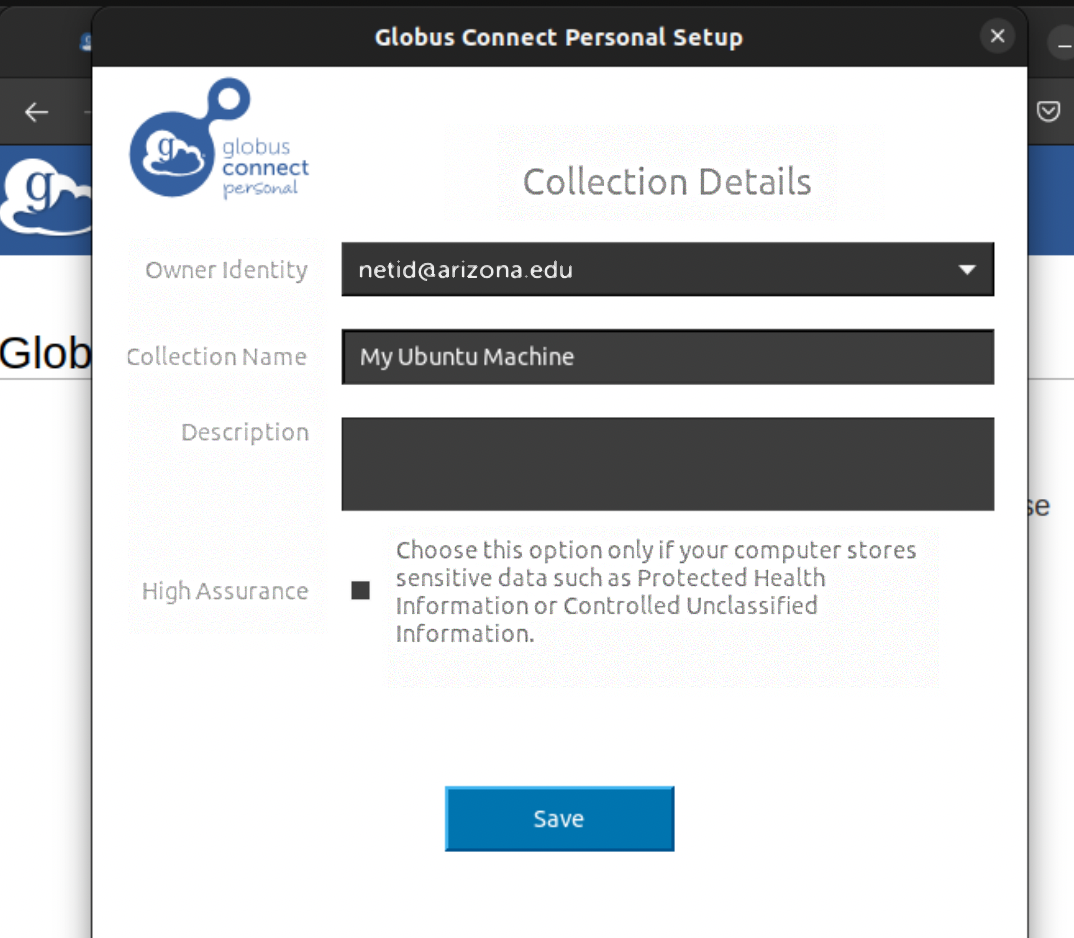 Globus Connect Personal Setup
globus
connect
personal
g
g
Collection Details
Owner Identity
netid@arizona.edu
Glob
Collection Name
My Ubuntu Machine
Description
se
High Assurance
Choose this option only if your computer stores
sensitive data such as Protected Health
Information or Controlled Unclassified
Information.
Save